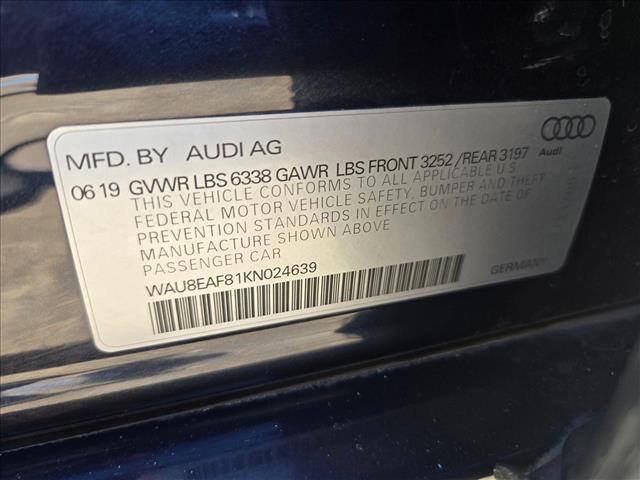 MFD. BY AUDI AG
06 19 GVWR LBS 6338 GAWR LBS FRONT 3252 /REAR 3197
Audi
THIS VEHICLE CONFORMS TO ALL APPLICABLE U S
FEDERAL MOTOR VEHICLE SAFETY, BUMPER AND THEFT
PREVENTION STANDARDS IN EFFECT ON THE DATE OF
MANUFACTURE SHOWN ABOVE
PASSENGER CAR
WAU8EAF81KN024639
GERMANY